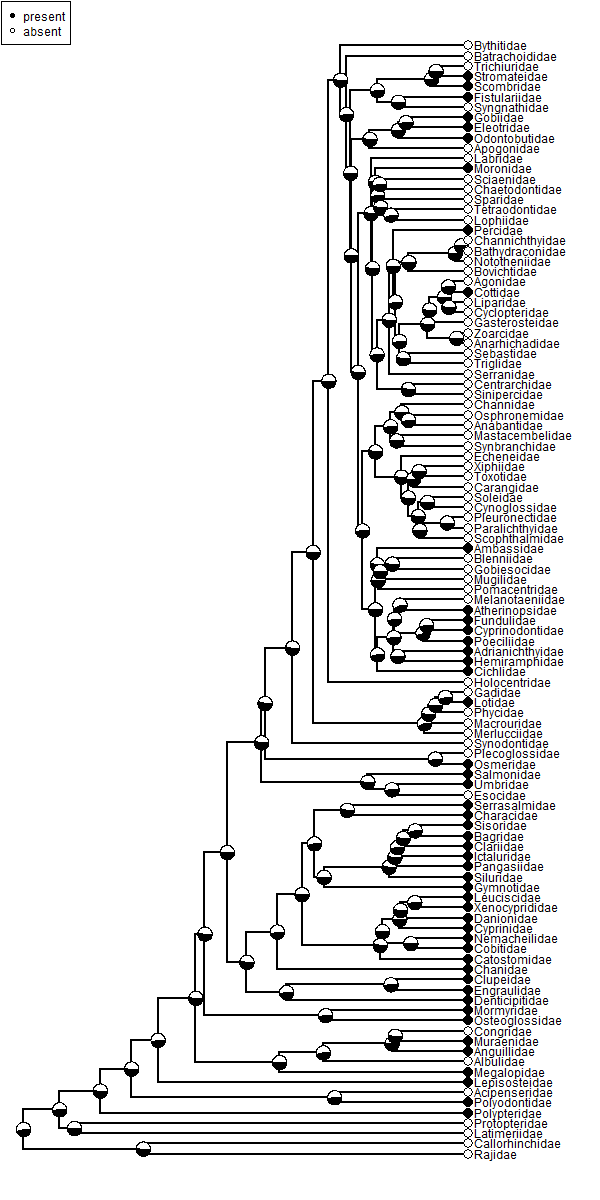 present
absent
Bythitidae
Batrachoididae
Trichiuridae
Stromateidae
Scombridae
Fistulariidae
Syngnathidae
Gobiidae
Eleotridae
Odontobutidae
Apogonidae
Labridae
Moronidae
Sciaenidae
Chaetodontidae
Sparidae
Tetraodontidae
Lophiidae
Percidae
Channichthyidae
Bathydraconidae
Nototheniidae
Bovichtidae
Agonidae
Cottidae
Liparidae
Cyclopteridae
Gasterosteidae
Zoarcidae
Anarhichadidae
Sebastidae
Triglidae
Serranidae
Centrarchidae
Sinipercidae
Channidae
Osphronemidae
Anabantidae
Mastacembelidae
Synbranchidae
Echeneidae
Xiphiidae
Toxotidae
Carangidae
Soleidae
Cynoglossidae
Pleuronectidae
Paralichthyidae
Scophthalmidae
Ambassidae
Blenniidae
Gobiesocidae
Mugilidae
Pomacentridae
Melanotaeniidae
Atherinopsidae
Fundulidae
Cyprinodontidae
Poeciliidae
Adrianichthyidae
Hemiramphidae
Cichlidae
Holocentridae
Gadidae
Lotidae
Phycidae
Macrouridae
Merlucciidae
Synodontidae
Plecoglossidae
Osmeridae
Salmonidae
Umbridae
Esocidae
Serrasalmidae
Characidae
Sisoridae
Bagridae
Clariidae
Ictaluridae
Pangasiidae
Siluridae
Gymnotidae
Leuciscidae
Xenocyprididae
Danionidae
Cyprinidae
Nemacheilidae
Cobitidae
Catostomidae
Chanidae
Clupeidae
Engraulidae
Denticipitidae
Mormyridae
Osteoglossidae
Congridae
Muraenidae
Anguillidae
Albulidae
Megalopidae
Lepisosteidae
Acipenseridae
Polyodontidae
Polypteridae
Protopteridae
Latimeriidae
Callorhinchidae
Rajidae